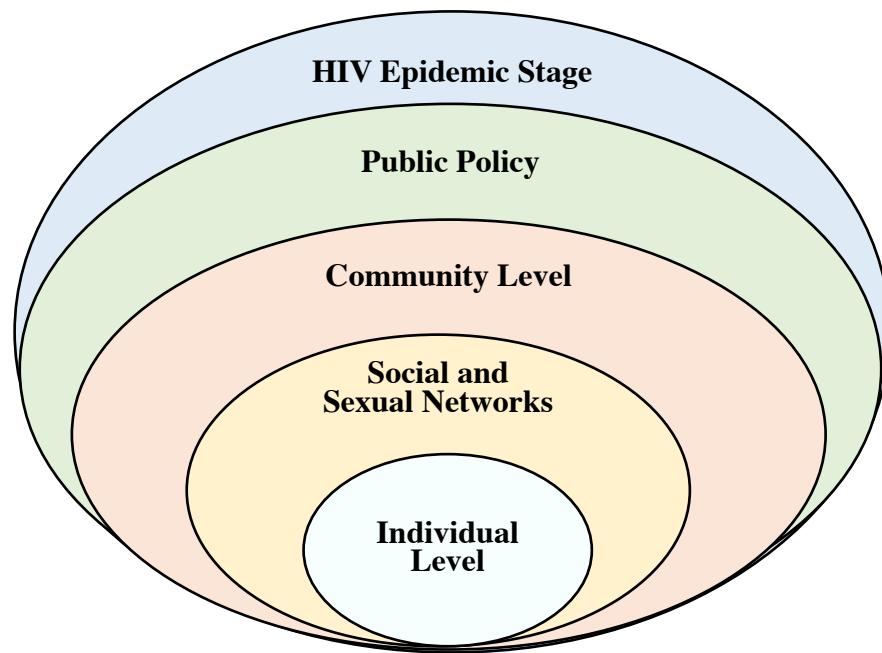 HIV Epidemic Stage
Public Policy
Community Level
Social and
Sexual Networks
Individual
Level